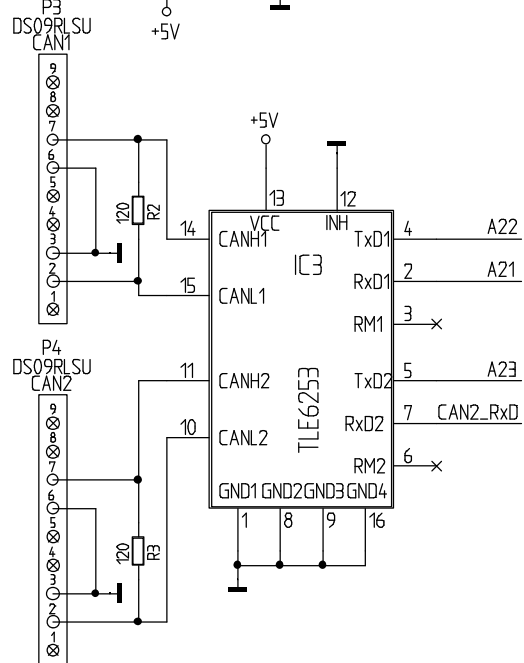 P3
DS09RLSU
CAN1
+5V
9
8
7
6
5
4
3
2
1
120
R2
+5V
13
12
VCC
INH
14
CANH1
15
CANL1
IC3
TxD1
4
A22
RxD1
2
A21
RM1
3
P4
DS09RLSU
CAN2
9
8
7
6
5
4
3
2
1
120
R3
11
CANH2
10
CANL2
TLE6253
TxD2
5
A23
RxD2
7
CAN2_RxD
RM2
6
GND1 GND2 GND3 GND4
1
8
9
16